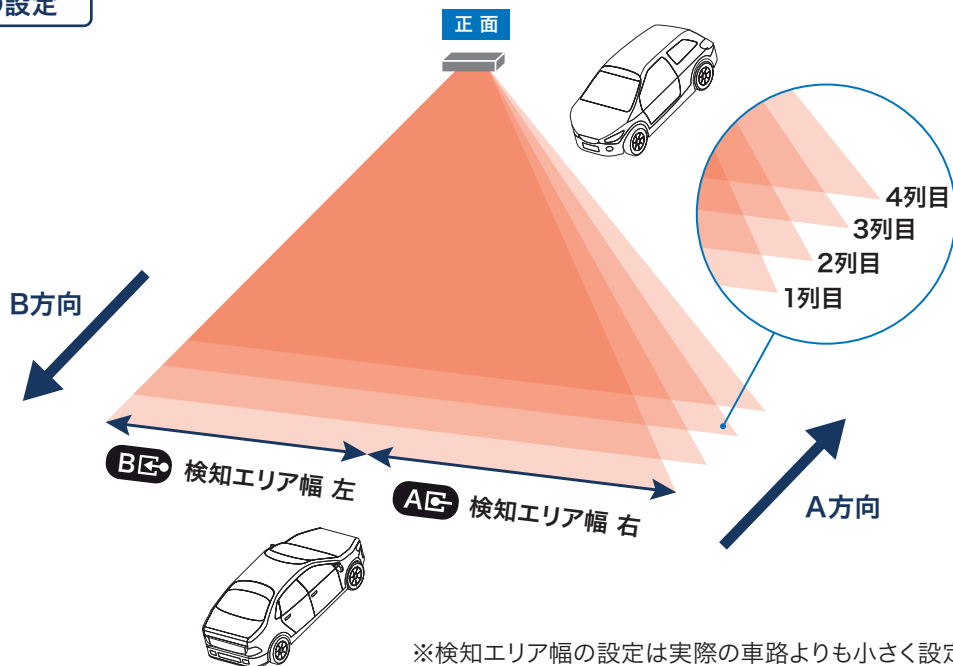 設定
正面
4列目
3列目
2列目
1列目
B方向
B 検知エリア幅 左
A 検知エリア幅 右
A方向
※検知エリア幅の設定は実際の車路よりも小さく設定